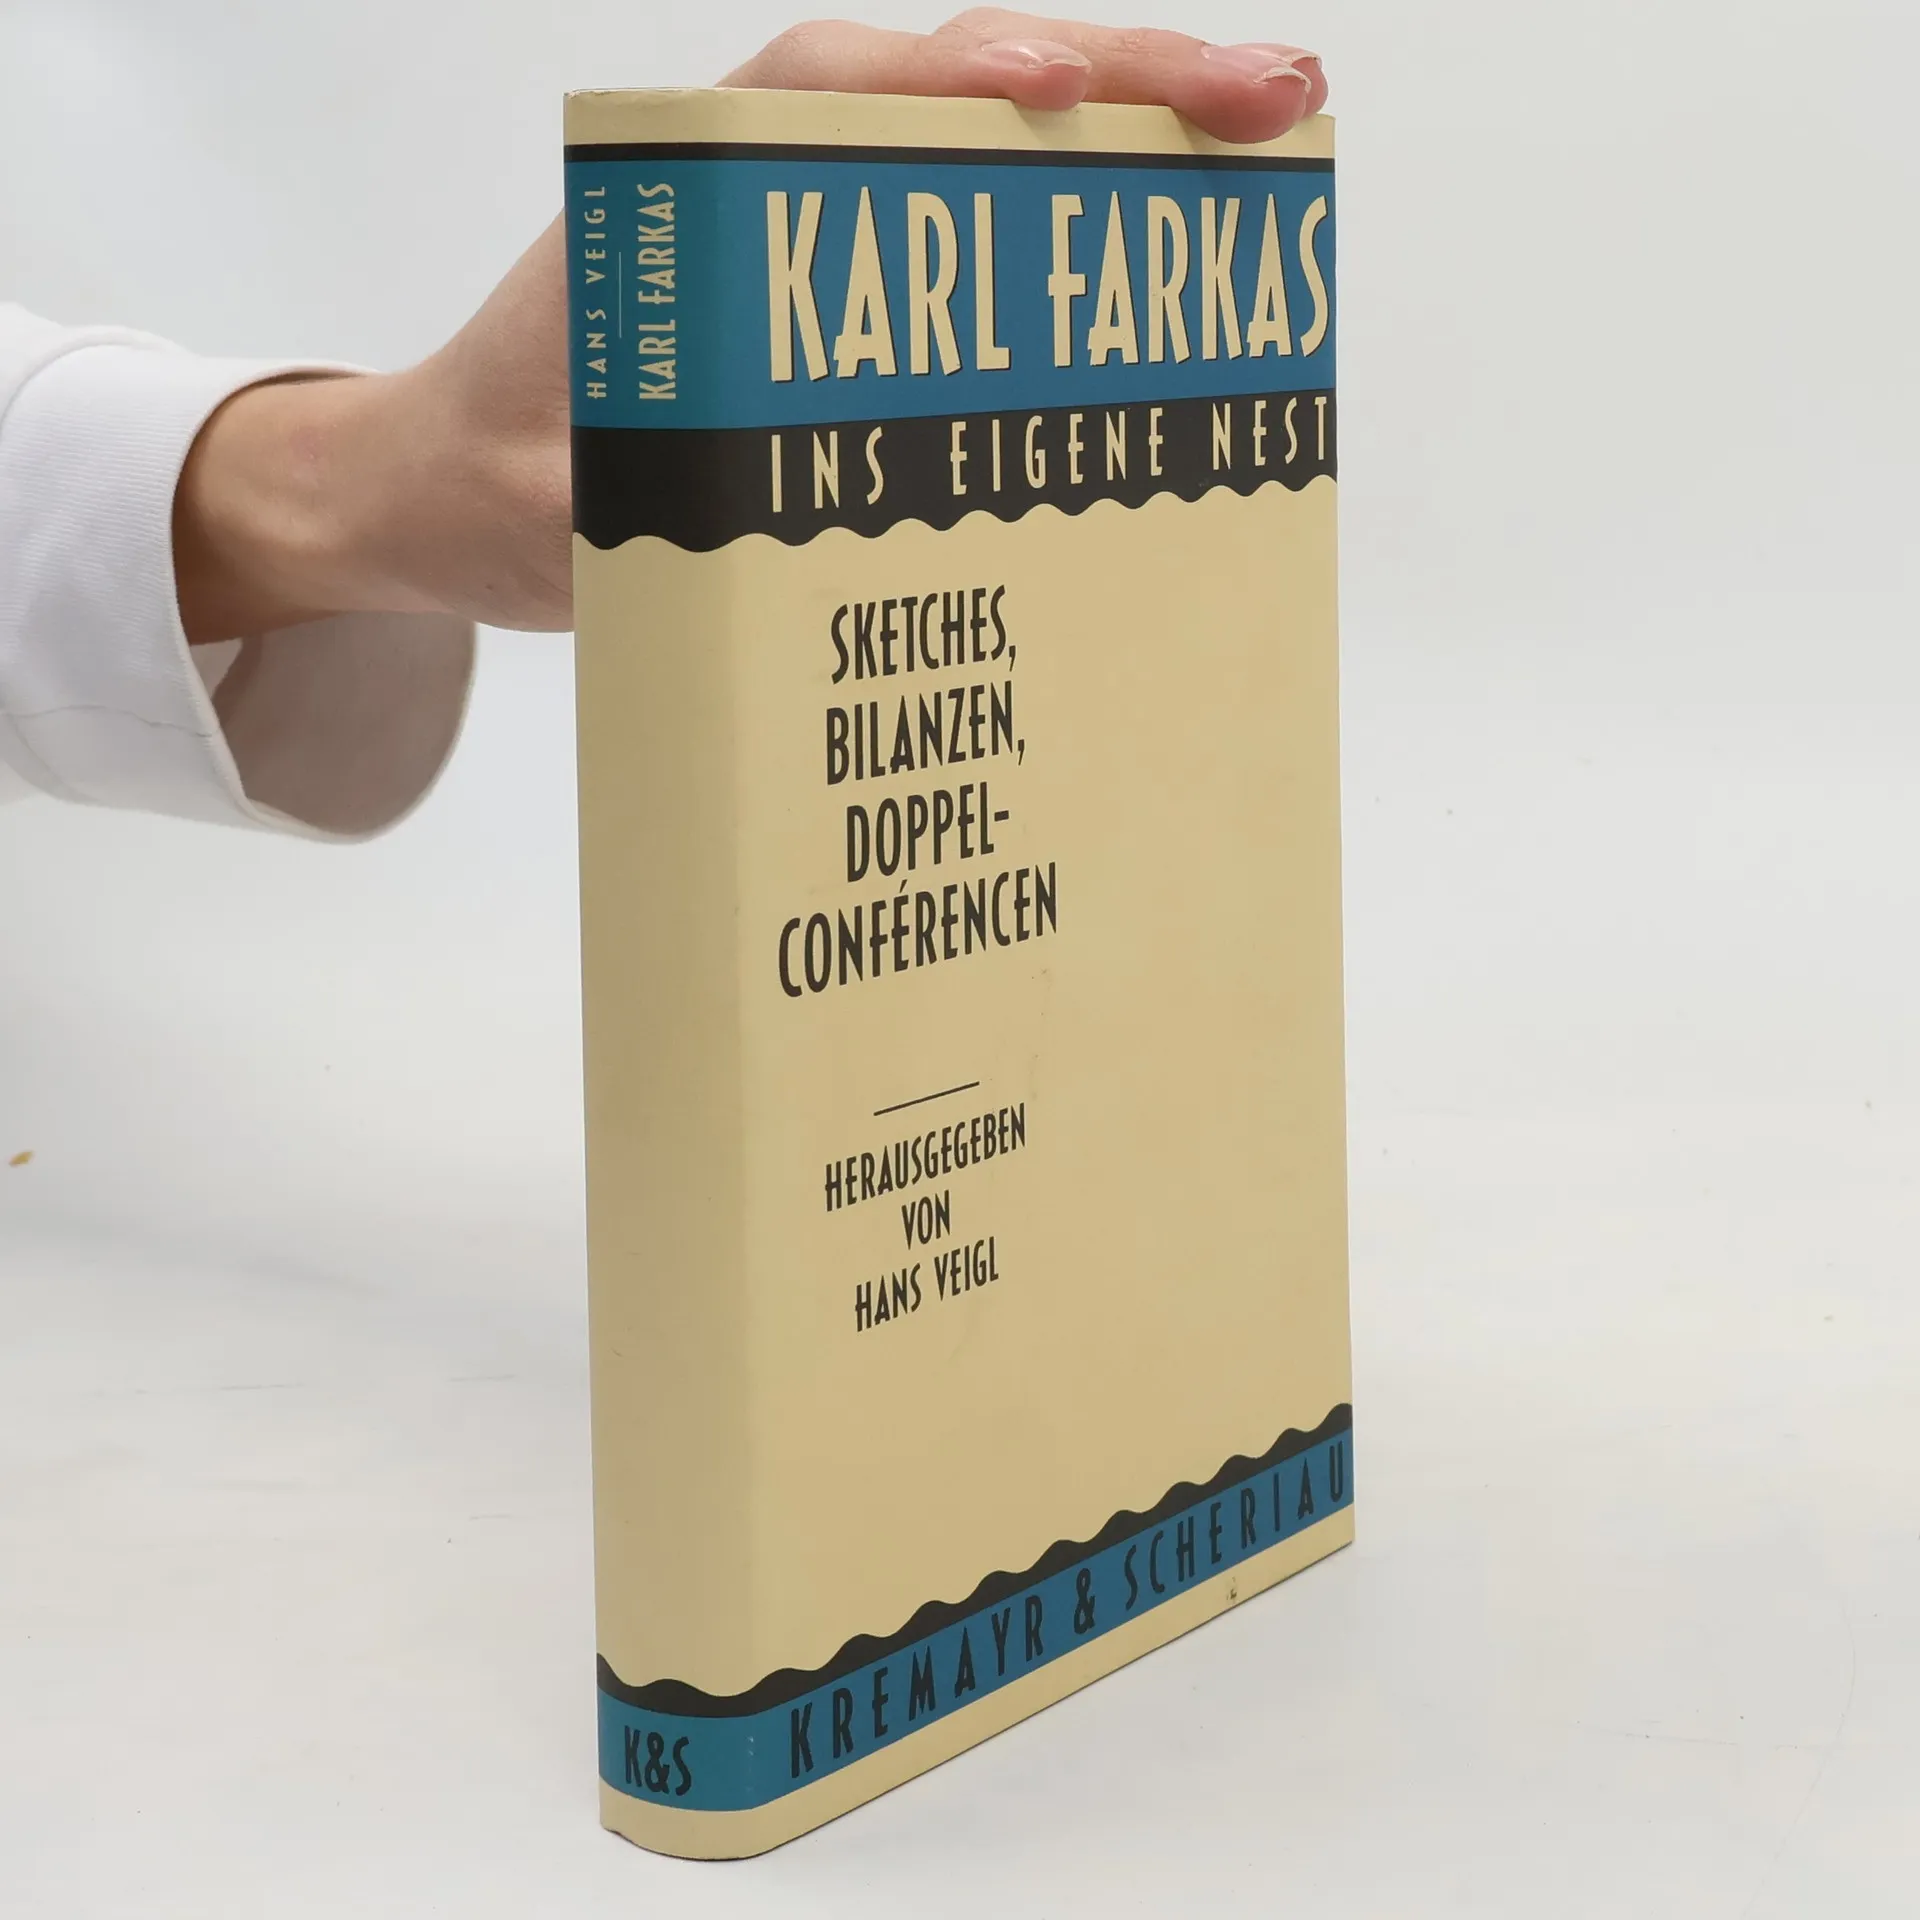 HANS VEIGL
KARL FARKAS
KARL FARKAS
INS EIGENE NEST
SKETCHES,
BILANZEN,
DOPPEL-
CONFÉRENCEN
HERAUSGEGEBEN
VON
HANS VEIGL
KREMAYR & SCHERIAU
K&S